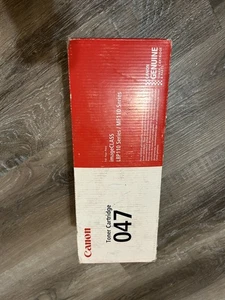 Canon
Toner Cartridge
047
imageCLASS
LBP110 Series / MF110 Series
GENUINE